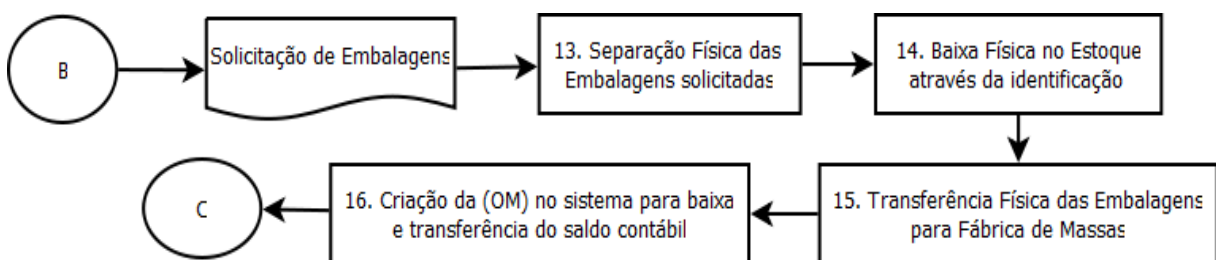 B
Solicitação de Embalagens
13. Separação Física das
Embalagens solicitadas
14. Baixa Física no Estoque
através da identificação
15. Transferência Física das Embalagens
para Fábrica de Massas
16. Criação da (OM) no sistema para baixa
e transferência do saldo contábil
C